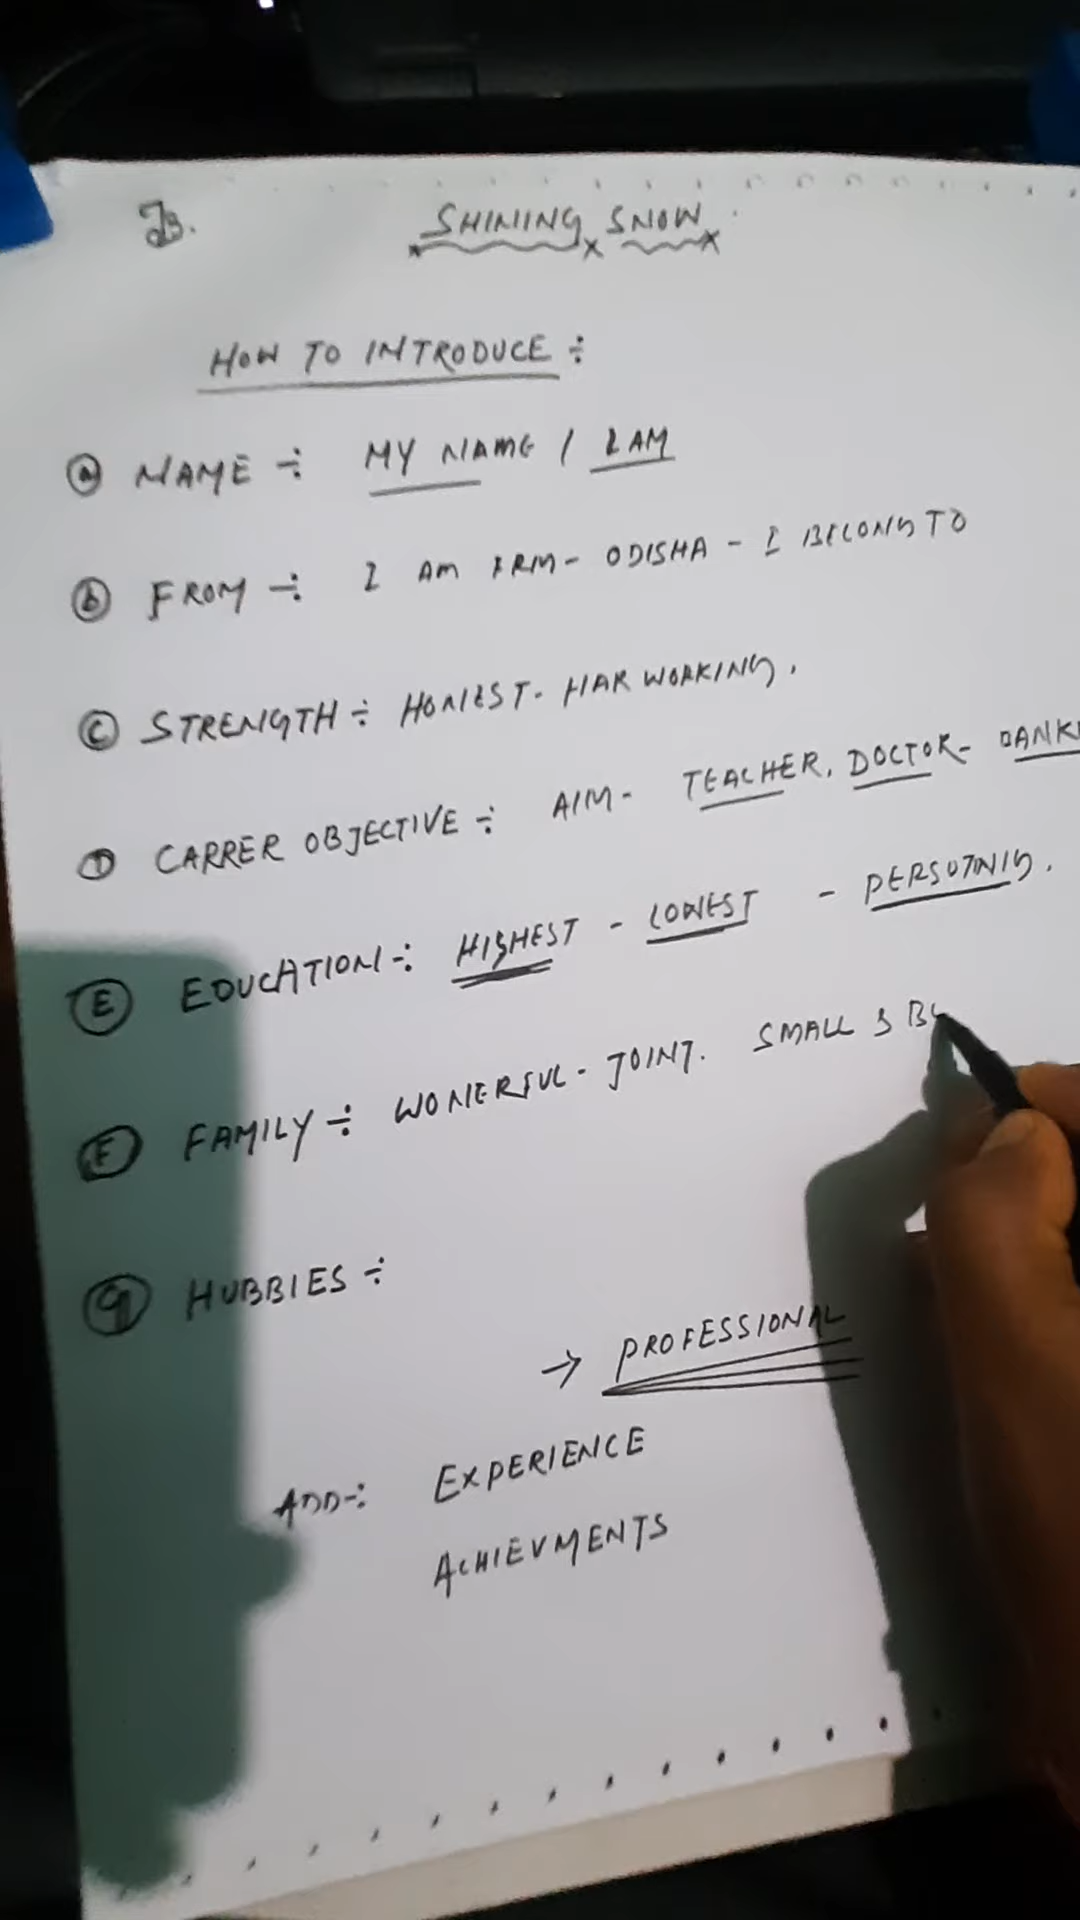 SHINING SNOW
HOW TO INTRODUCE ÷
(a) NAME ÷ MY NAME / I AM
(b) FROM ÷ I AM FRM - ODISHA - I BELONG TO
(C) STRENGTH ÷ HONEST - HAR WORKING.
(D) CARRER OBJECTIVE ÷ AIM - TEACHER, DOCTOR -
(E) EDUCATION ÷ HIGHEST - LOWEST -
(F) FAMILY ÷ WONERFUL - JOINT. SMALL &
(G) HUBBIES ÷
→ PROFESSIONAL
ADD ÷ EXPERIENCE
ACHIEVMENTS